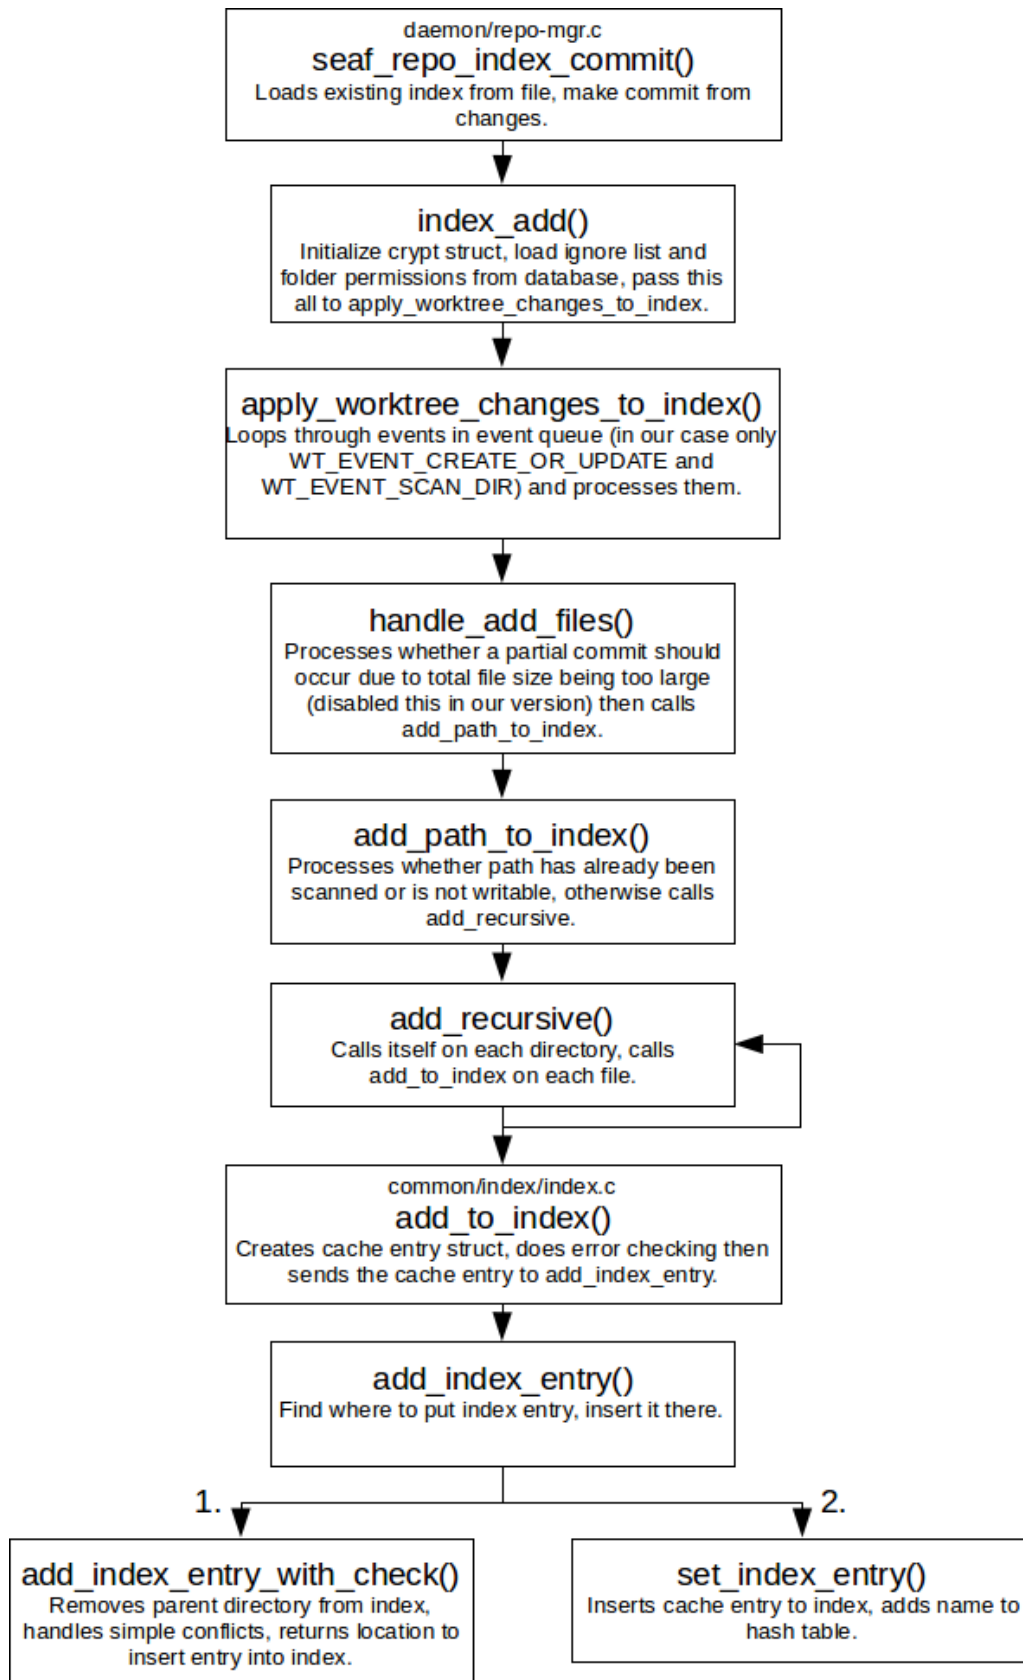 daemon/repo-mgr.c
seaf_repo_index_commit()
Loads existing index from file, make commit from
changes.
index_add()
Initialize crypt struct, load ignore list and
folder permissions from database, pass this
all to apply_worktree_changes_to_index.
apply_worktree_changes_to_index()
Loops through events in event queue (in our case only
WT_EVENT_CREATE_OR_UPDATE and
WT_EVENT_SCAN_DIR) and processes them.
handle_add_files()
Processes whether a partial commit should
occur due to total file size being too large
(disabled this in our version) then calls
add_path_to_index.
add_path_to_index()
Processes whether path has already been
scanned or is not writable, otherwise calls
add_recursive.
add_recursive()
Calls itself on each directory, calls
add_to_index on each file.
common/index/index.c
add_to_index()
Creates cache entry struct, does error checking then
sends the cache entry to add_index_entry.
add_index_entry()
Find where to put index entry, insert it there.
1.
add_index_entry_with_check()
Removes parent directory from index,
handles simple conflicts, returns location to
insert entry into index.
2.
set_index_entry()
Inserts cache entry to index, adds name to
hash table.